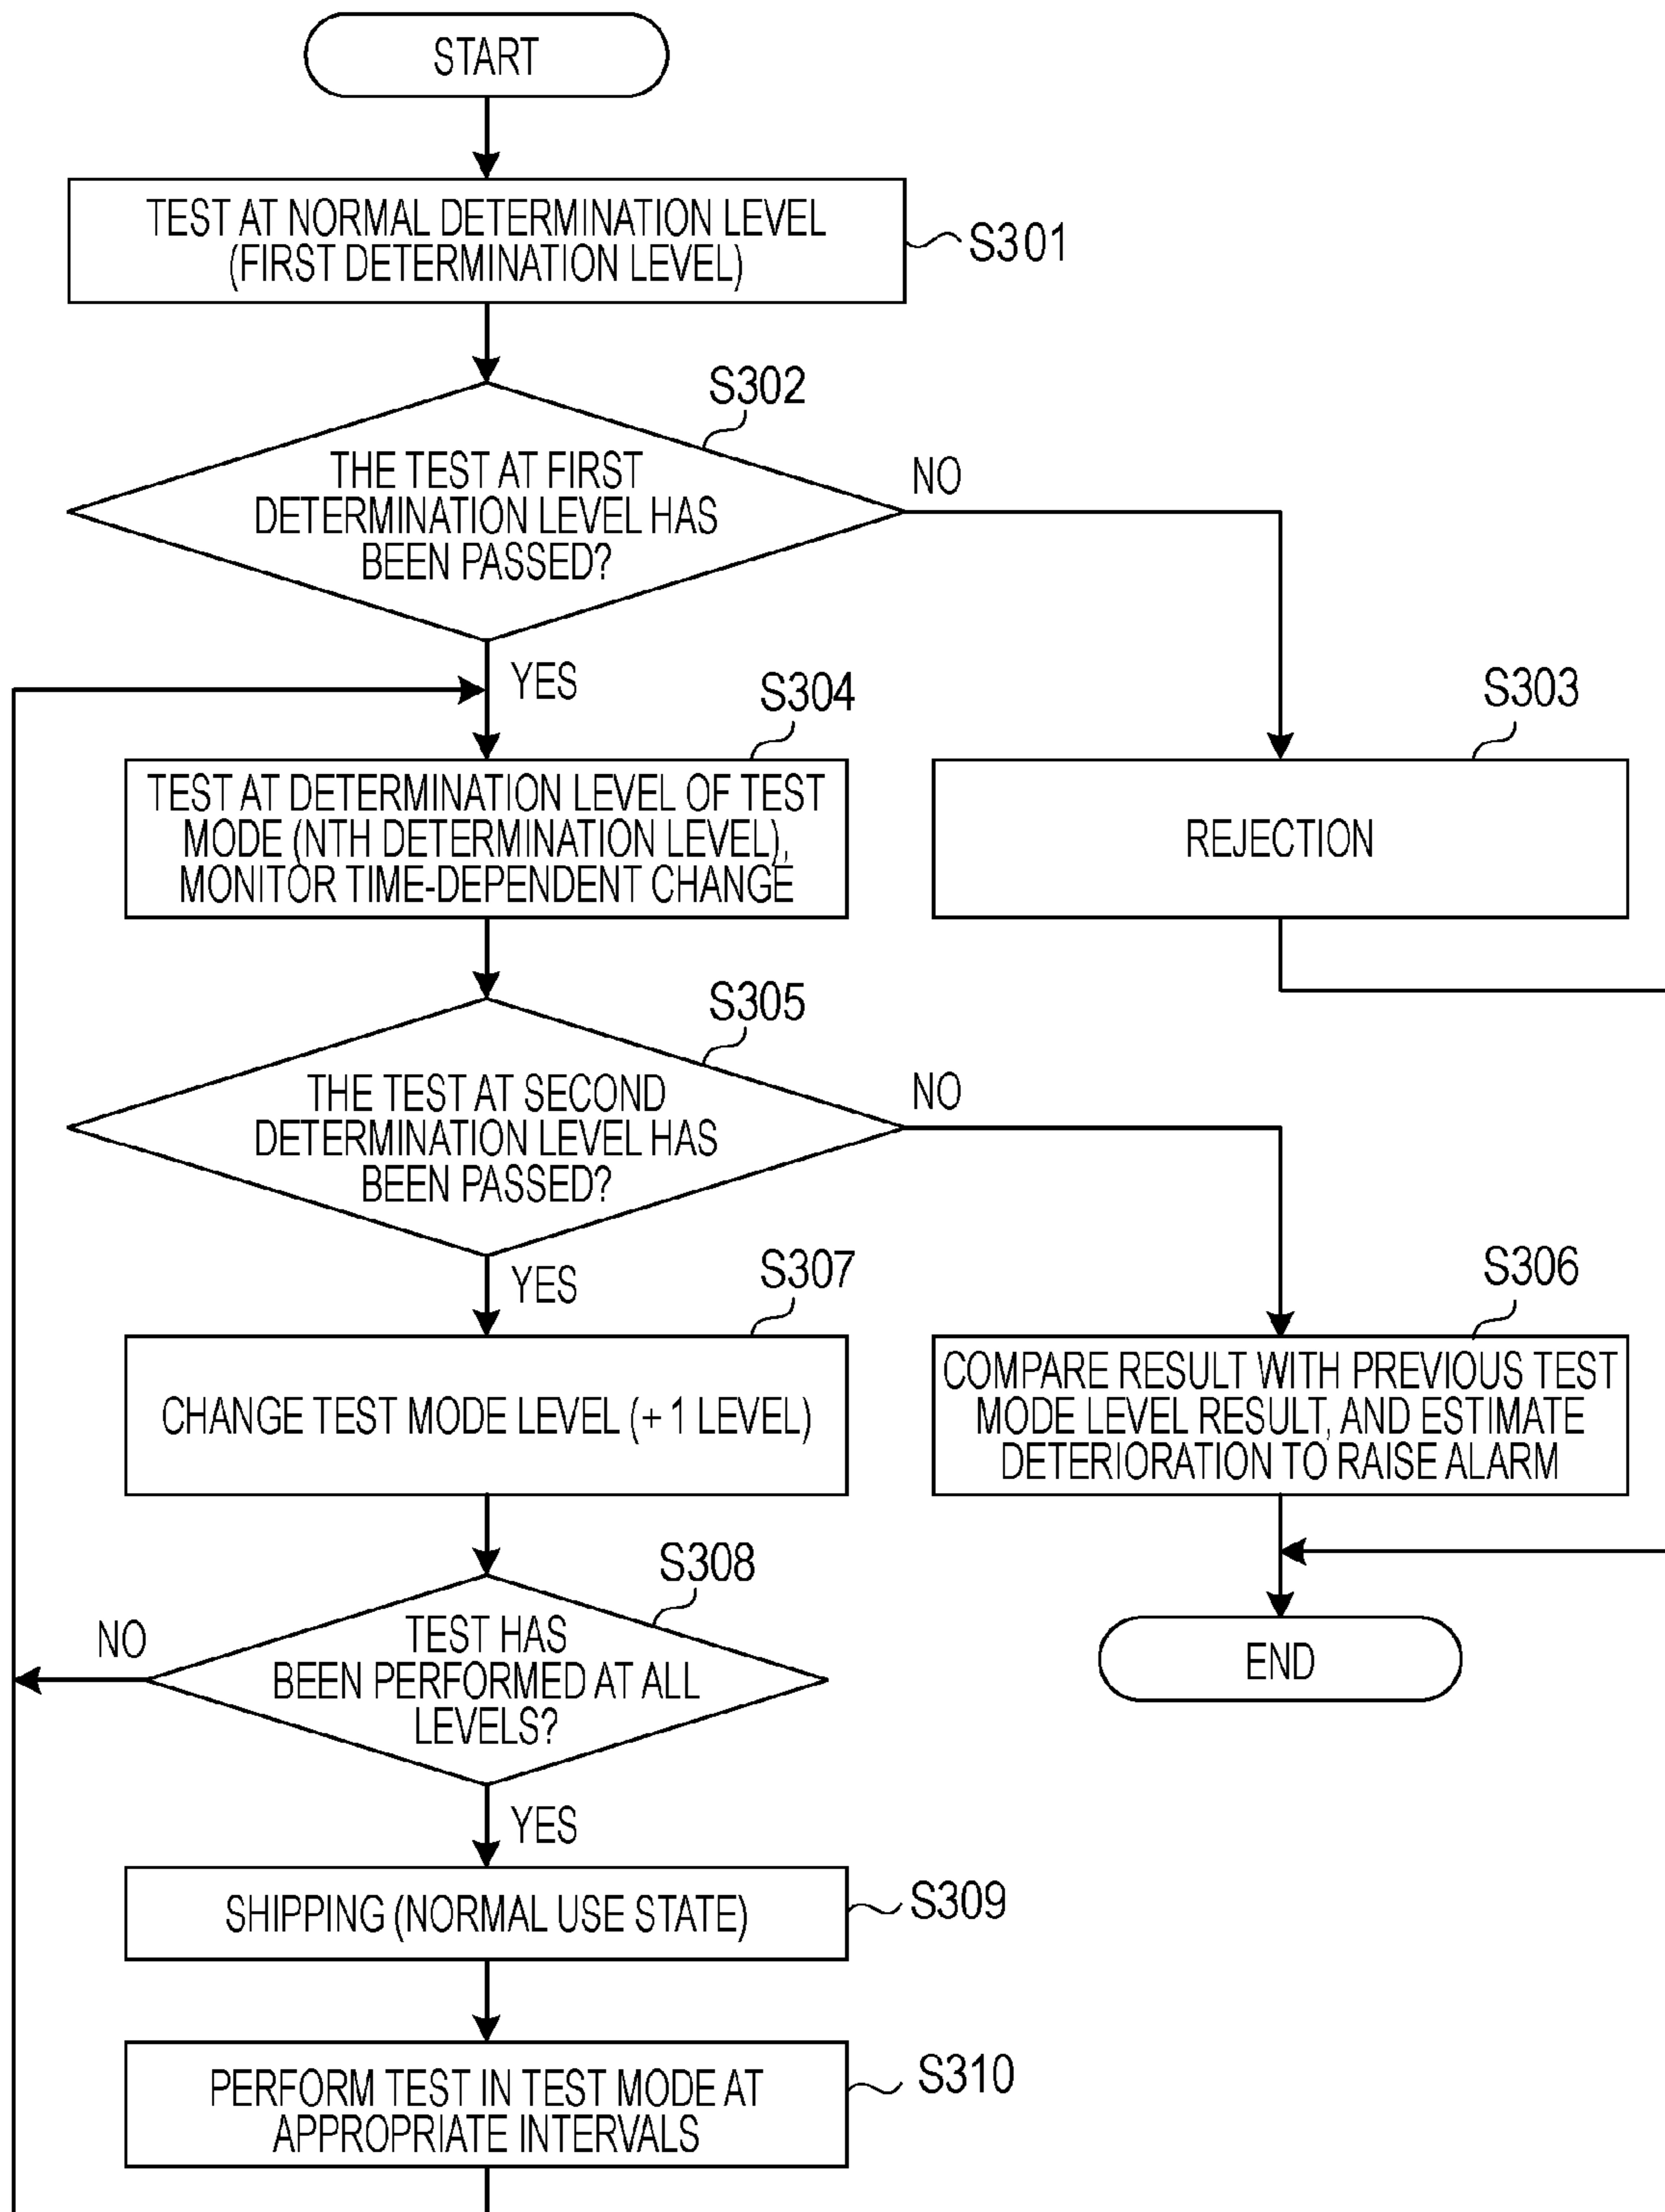 START
TEST AT NORMAL DETERMINATION LEVEL
(FIRST DETERMINATION LEVEL)
S301
S302
THE TEST AT FIRST
DETERMINATION LEVEL HAS
BEEN PASSED?
NO
YES
S304
TEST AT DETERMINATION LEVEL OF TEST
MODE (NTH DETERMINATION LEVEL),
MONITOR TIME-DEPENDENT CHANGE
S303
REJECTION
S305
THE TEST AT SECOND
DETERMINATION LEVEL HAS
BEEN PASSED?
NO
YES
S307
CHANGE TEST MODE LEVEL (+ 1 LEVEL)
S306
COMPARE RESULT WITH PREVIOUS TEST
MODE LEVEL RESULT, AND ESTIMATE
DETERIORATION TO RAISE ALARM
S308
TEST HAS
BEEN PERFORMED AT ALL
LEVELS?
NO
YES
END
SHIPPING (NORMAL USE STATE)
S309
PERFORM TEST IN TEST MODE AT
APPROPRIATE INTERVALS
S310